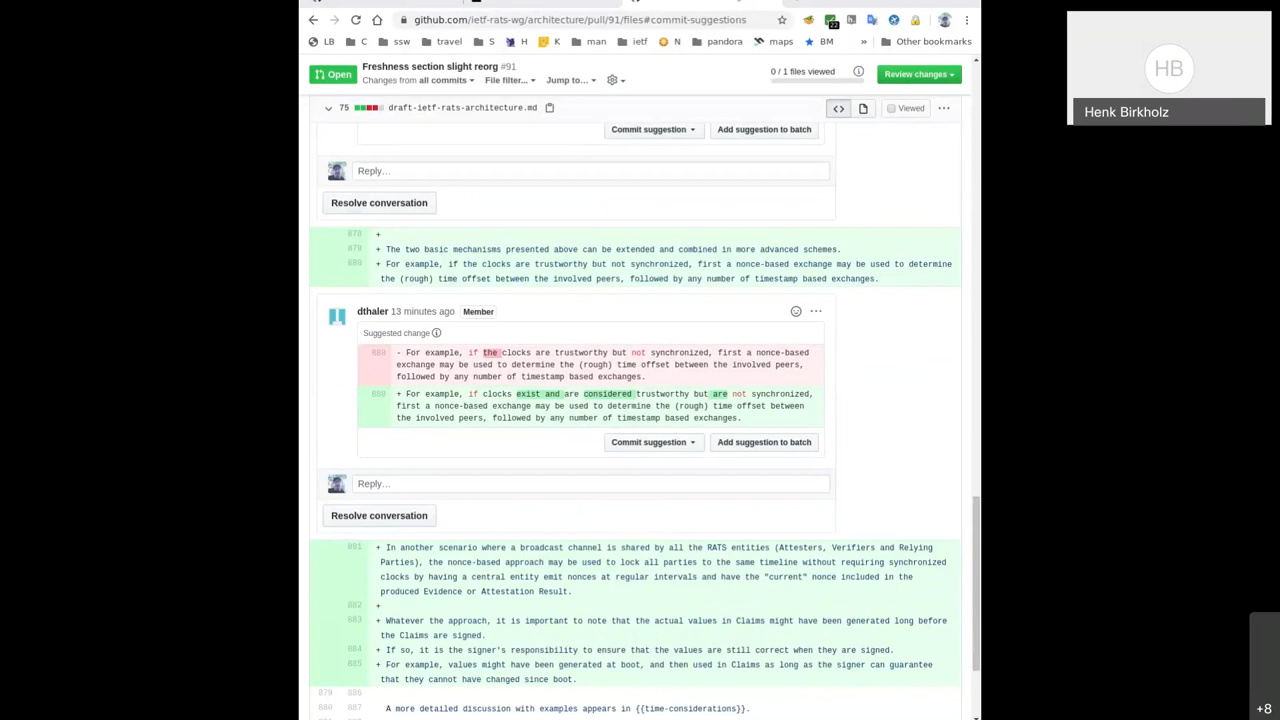 github.com/ietf-rats-wg/architecture/pull/91/files#commit-suggestions
22
LB C ssw travel S H K man ietf N pandora maps BM » Other bookmarks
Open
Freshness section slight reorg #91
Changes from all commits File filter... Jump to...
0 / 1 files viewed
Review changes
75 draft-ietf-rats-architecture.md
Viewed
Commit suggestion Add suggestion to batch
Reply...
Resolve conversation
878 +
879 + The two basic mechanisms presented above can be extended and combined in more advanced schemes.
880 + For example, if the clocks are trustworthy but not synchronized, first a nonce-based exchange may be used to determine
the (rough) time offset between the involved peers, followed by any number of timestamp based exchanges.
dthaler 13 minutes ago Member
Suggested change
880 - For example, if the clocks are trustworthy but not synchronized, first a nonce-based
exchange may be used to determine the (rough) time offset between the involved peers,
followed by any number of timestamp based exchanges.
880 + For example, if clocks exist and are considered trustworthy but are not synchronized,
first a nonce-based exchange may be used to determine the (rough) time offset between
the involved peers, followed by any number of timestamp based exchanges.
Commit suggestion Add suggestion to batch
Reply...
Resolve conversation
881 + In another scenario where a broadcast channel is shared by all the RATS entities (Attesters, Verifiers and Relying
Parties), the nonce-based approach may be used to lock all parties to the same timeline without requiring synchronized
clocks by having a central entity emit nonces at regular intervals and have the "current" nonce included in the
produced Evidence or Attestation Result.
882 +
883 + Whatever the approach, it is important to note that the actual values in Claims might have been generated long before
the Claims are signed.
884 + If so, it is the signer's responsibility to ensure that the values are still correct when they are signed.
885 + For example, values might have been generated at boot, and then used in Claims as long as the signer can guarantee
that they cannot have changed since boot.
879 886
880 887 A more detailed discussion with examples appears in {{time-considerations}}.
HB
Henk Birkholz
+8